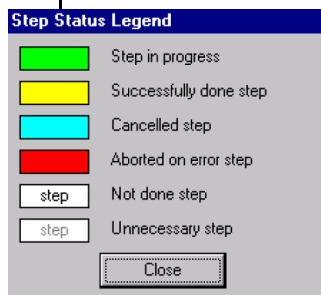 Step Status Legend
Step in progress
Successfully done step
Cancelled step
Aborted on error step
step Not done step
step Unnecessary step
Close